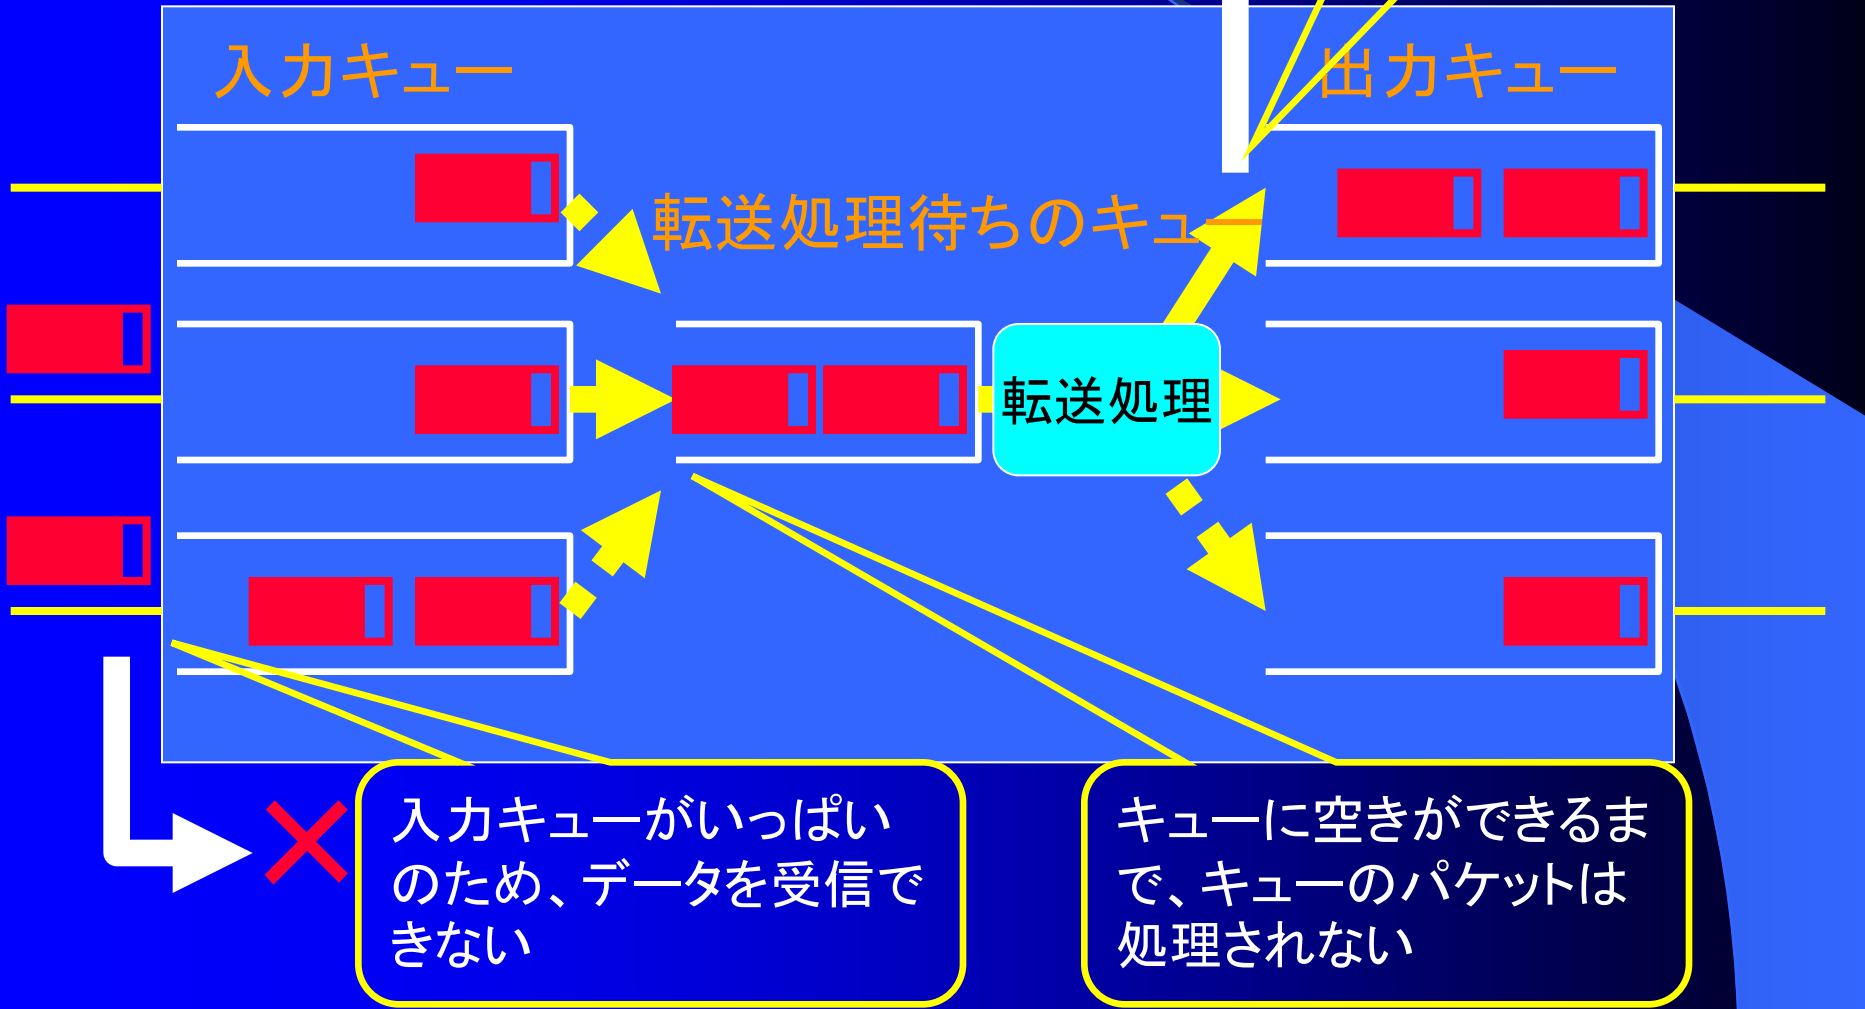 入力キュー
出力キュー
転送処理待ちのキュー
転送処理
入力キューがいっぱい
のため、データを受信で
きない
キューに空きができるま
で、キューのパケットは
処理されない